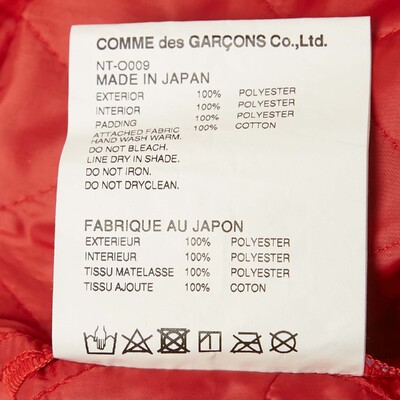 COMME des GARÇONS Co.,Ltd.
NT-O009
MADE IN JAPAN
EXTERIOR 100% POLYESTER
INTERIOR 100% POLYESTER
PADDING 100% POLYESTER
ATTACHED FABRIC 100% COTTON
HAND WASH WARM.
DO NOT BLEACH.
LINE DRY IN SHADE.
DO NOT IRON.
DO NOT DRYCLEAN.
FABRIQUE AU JAPON
EXTERIEUR 100% POLYESTER
INTERIEUR 100% POLYESTER
TISSU MATELASSE 100% POLYESTER
TISSU AJOUTE 100% COTON